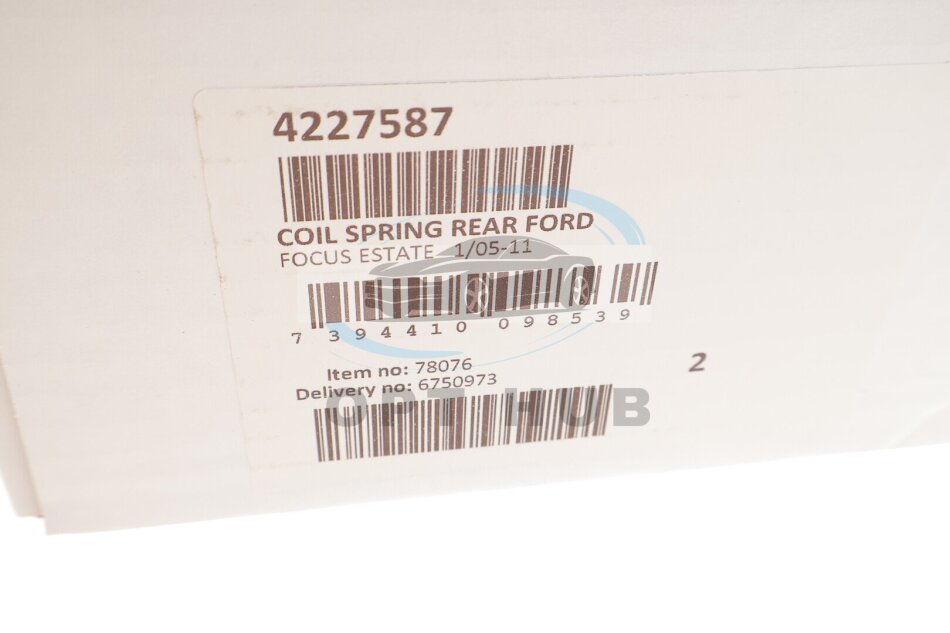 4227587
COIL SPRING REAR FORD
FOCUS ESTATE 1/05-11
7 394410 098539
Item no: 78076
2
Delivery no: 6750973
OPT HUB